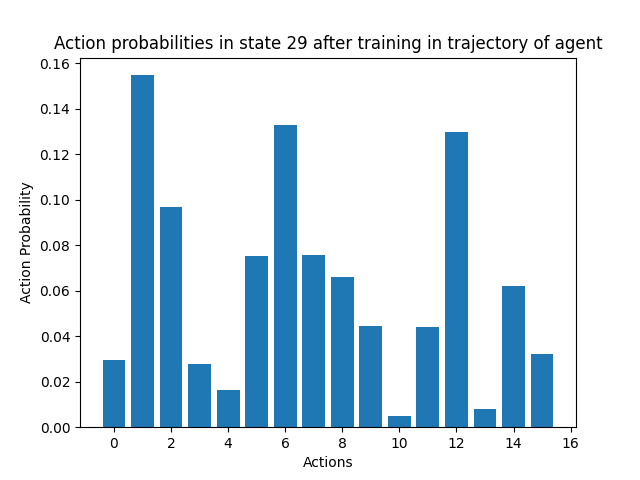 Action probabilities in state 29 after training in trajectory of agent
0.16
0.14
0.12
0.10
0.08
0.06
0.04
0.02
0.00
Action Probability
0 2 4 6 8 10 12 14 16
Actions